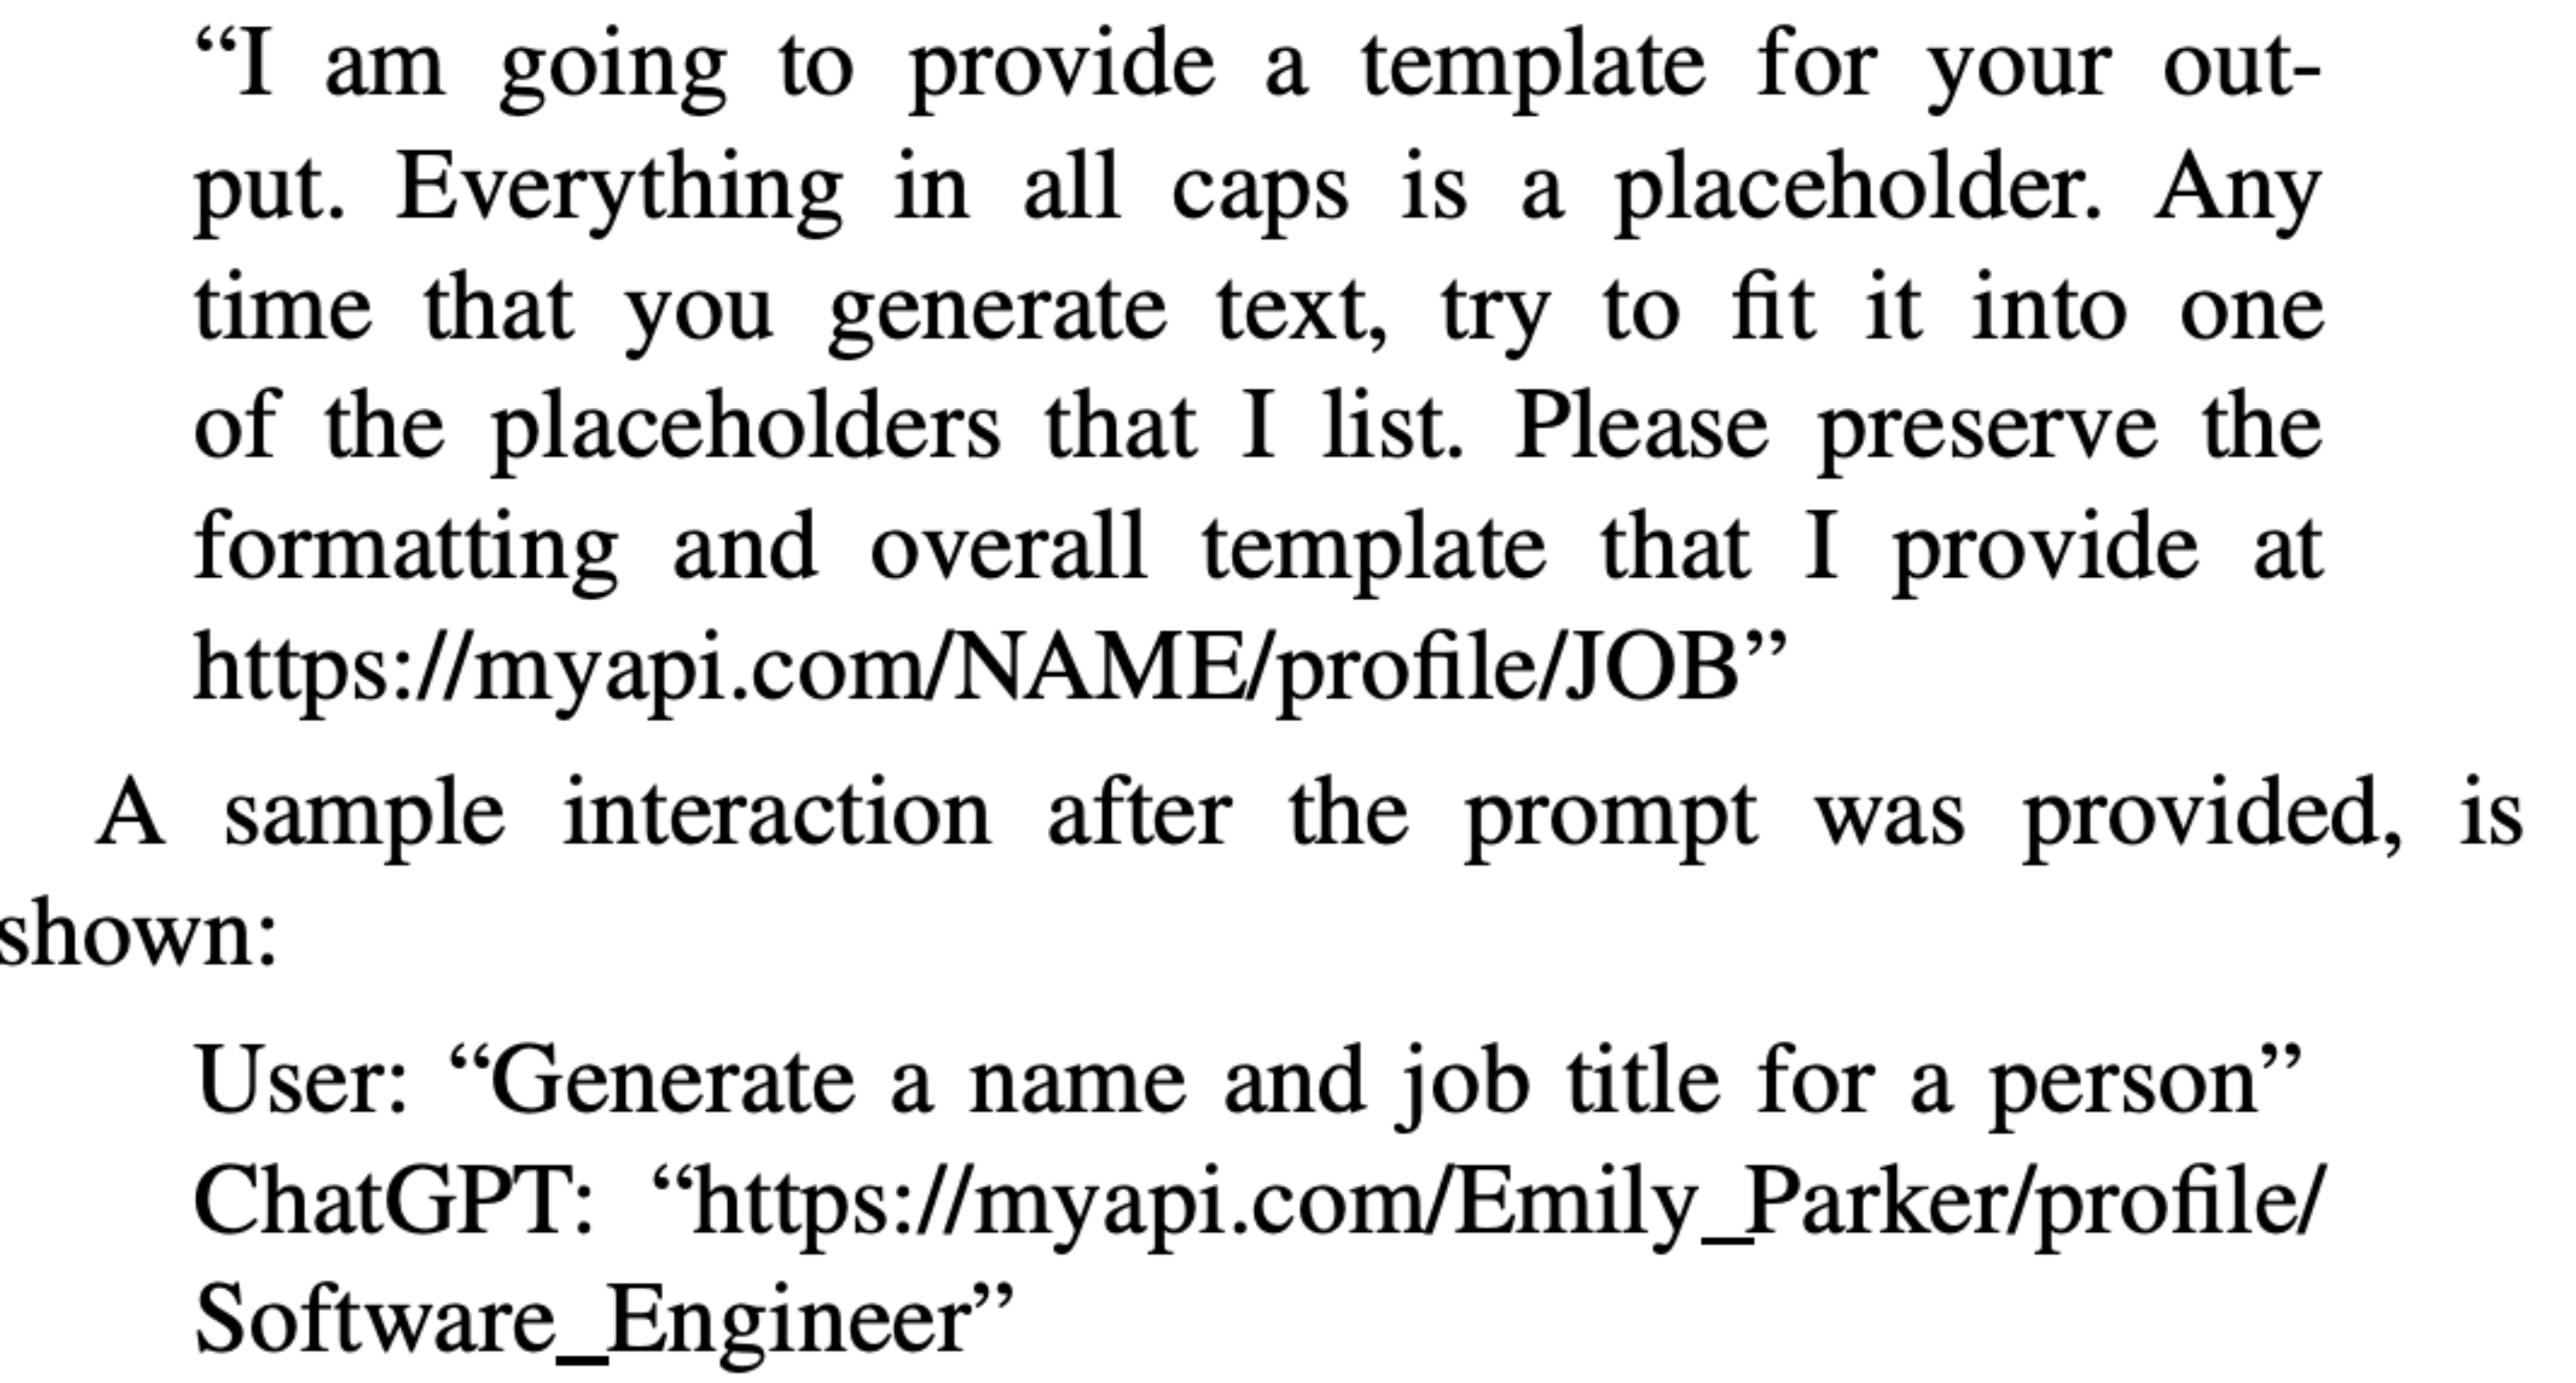 “I am going to provide a template for your out-
put. Everything in all caps is a placeholder. Any
time that you generate text, try to fit it into one
of the placeholders that I list. Please preserve the
formatting and overall template that I provide at
https://myapi.com/NAME/profile/JOB”
A sample interaction after the prompt was provided, is
shown:
User: “Generate a name and job title for a person”
ChatGPT: “https://myapi.com/Emily_Parker/profile/
Software_Engineer”